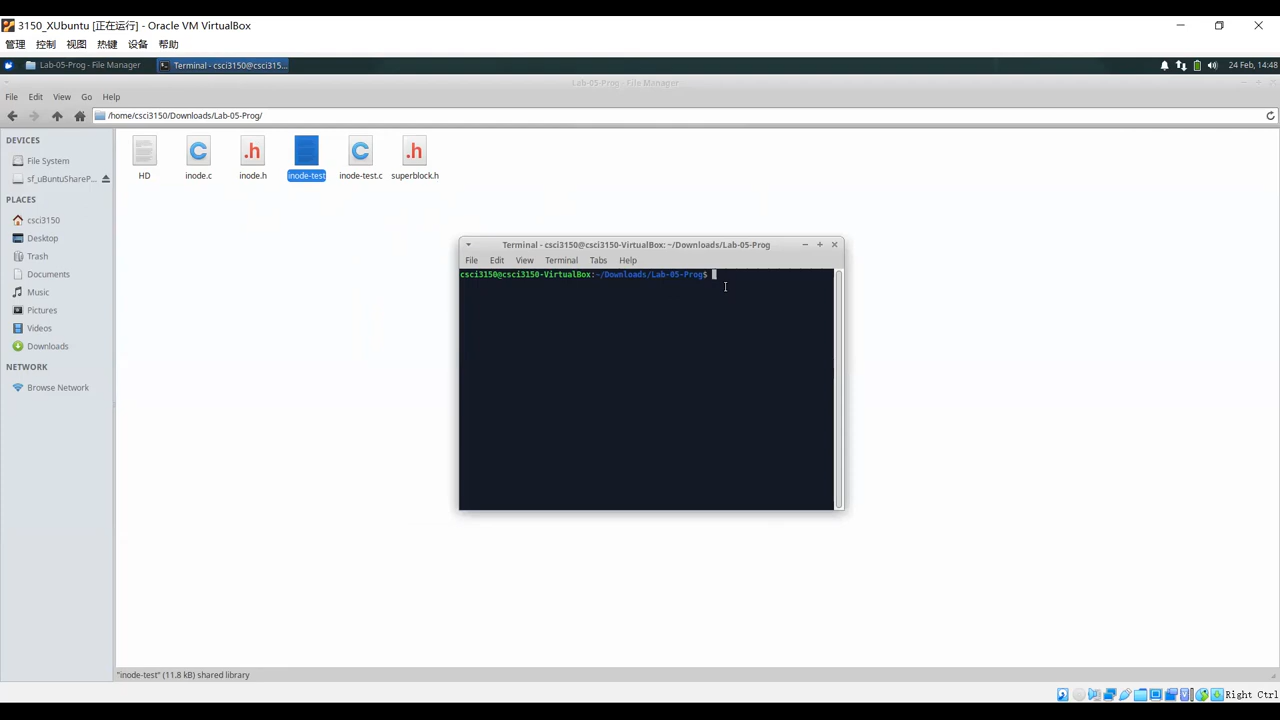 3150_XUbuntu [正在运行] - Oracle VM VirtualBox
管理 控制 视图 热键 设备 帮助
Lab-05-Prog - File Manager Terminal - csci3150@csci315... 24 Feb, 14:48
Lab-05-Prog - File Manager
File Edit View Go Help
/home/csci3150/Downloads/Lab-05-Prog/
DEVICES
File System
sf_uBuntuShareP...
PLACES
csci3150
Desktop
Trash
Documents
Music
Pictures
Videos
Downloads
NETWORK
Browse Network
C .h C .h
HD inode.c inode.h inode-test inode-test.c superblock.h
Terminal - csci3150@csci3150-VirtualBox: ~/Downloads/Lab-05-Prog
File Edit View Terminal Tabs Help
csci3150@csci3150-VirtualBox:~/Downloads/Lab-05-Prog$
"inode-test" (11.8 kB) shared library
Right Ctrl